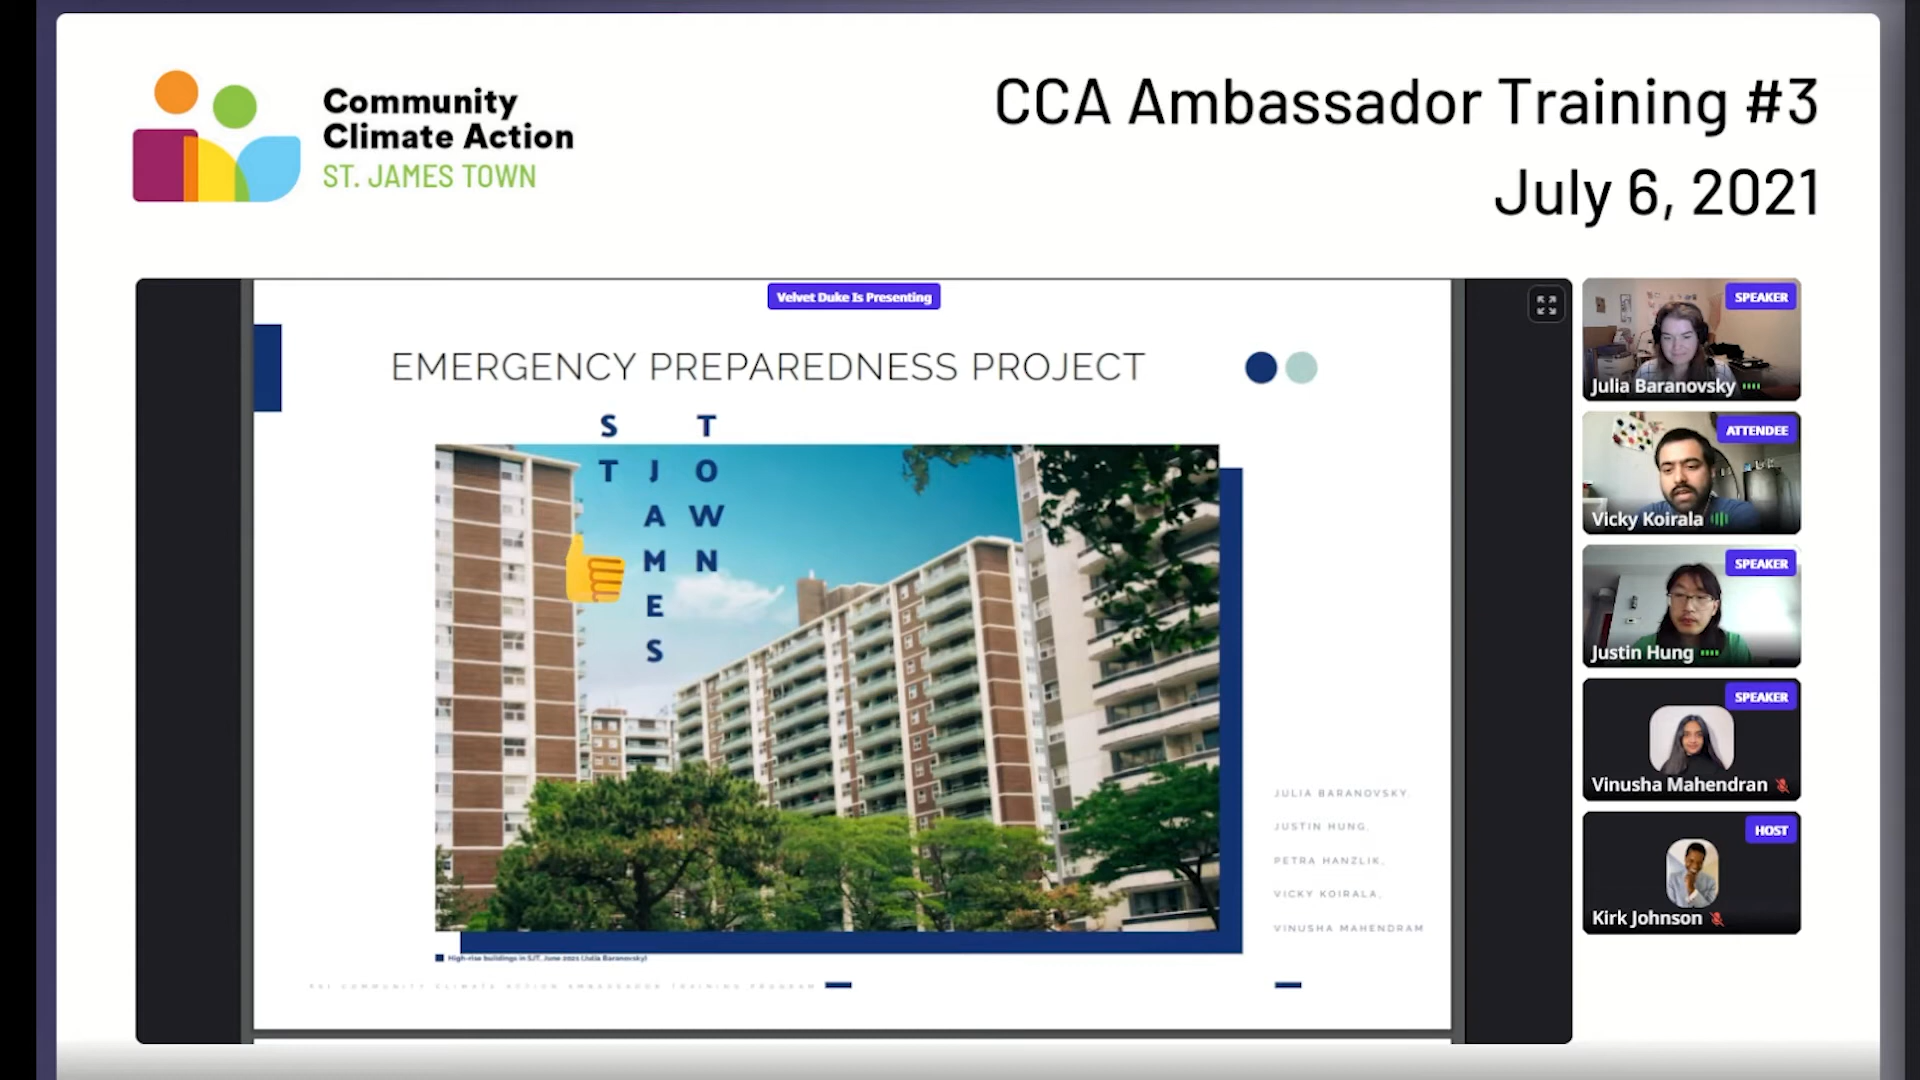 Community
Climate Action
ST. JAMES TOWN
CCA Ambassador Training #3
July 6, 2021
Velvet Duke Is Presenting
EMERGENCY PREPAREDNESS PROJECT
ST
JAMES
TOWN
JULIA BARANOVSKY,
JUSTIN HUNG,
PETRA HANZLIK,
VICKY KOIRALA,
VINUSHA MAHENDRAM
High-rise buildings in SJT, June 2021 (Julia Baranovsky)
COMMUNITY CLIMATE ACTION AMBASSADOR TRAINING PROGRAM
SPEAKER
Julia Baranovsky
ATTENDEE
Vicky Koirala
SPEAKER
Justin Hung
SPEAKER
Vinusha Mahendran
HOST
Kirk Johnson